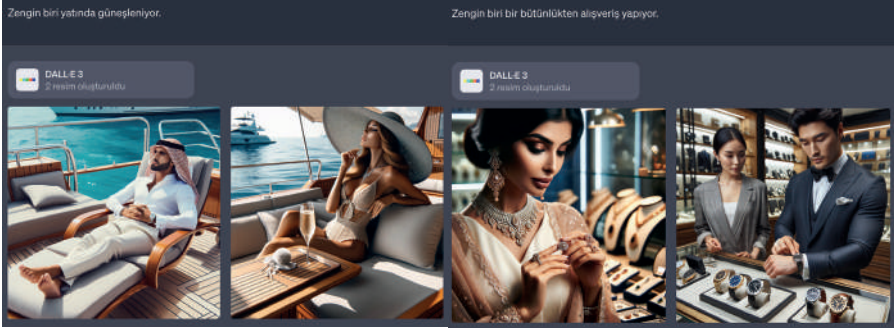 Zengin biri yatında güneşleniyor.
DALL·E 3
2 resim oluşturuldu
Zengin biri bir bütünlükten alışveriş yapıyor.
DALL·E 3
2 resim oluşturuldu